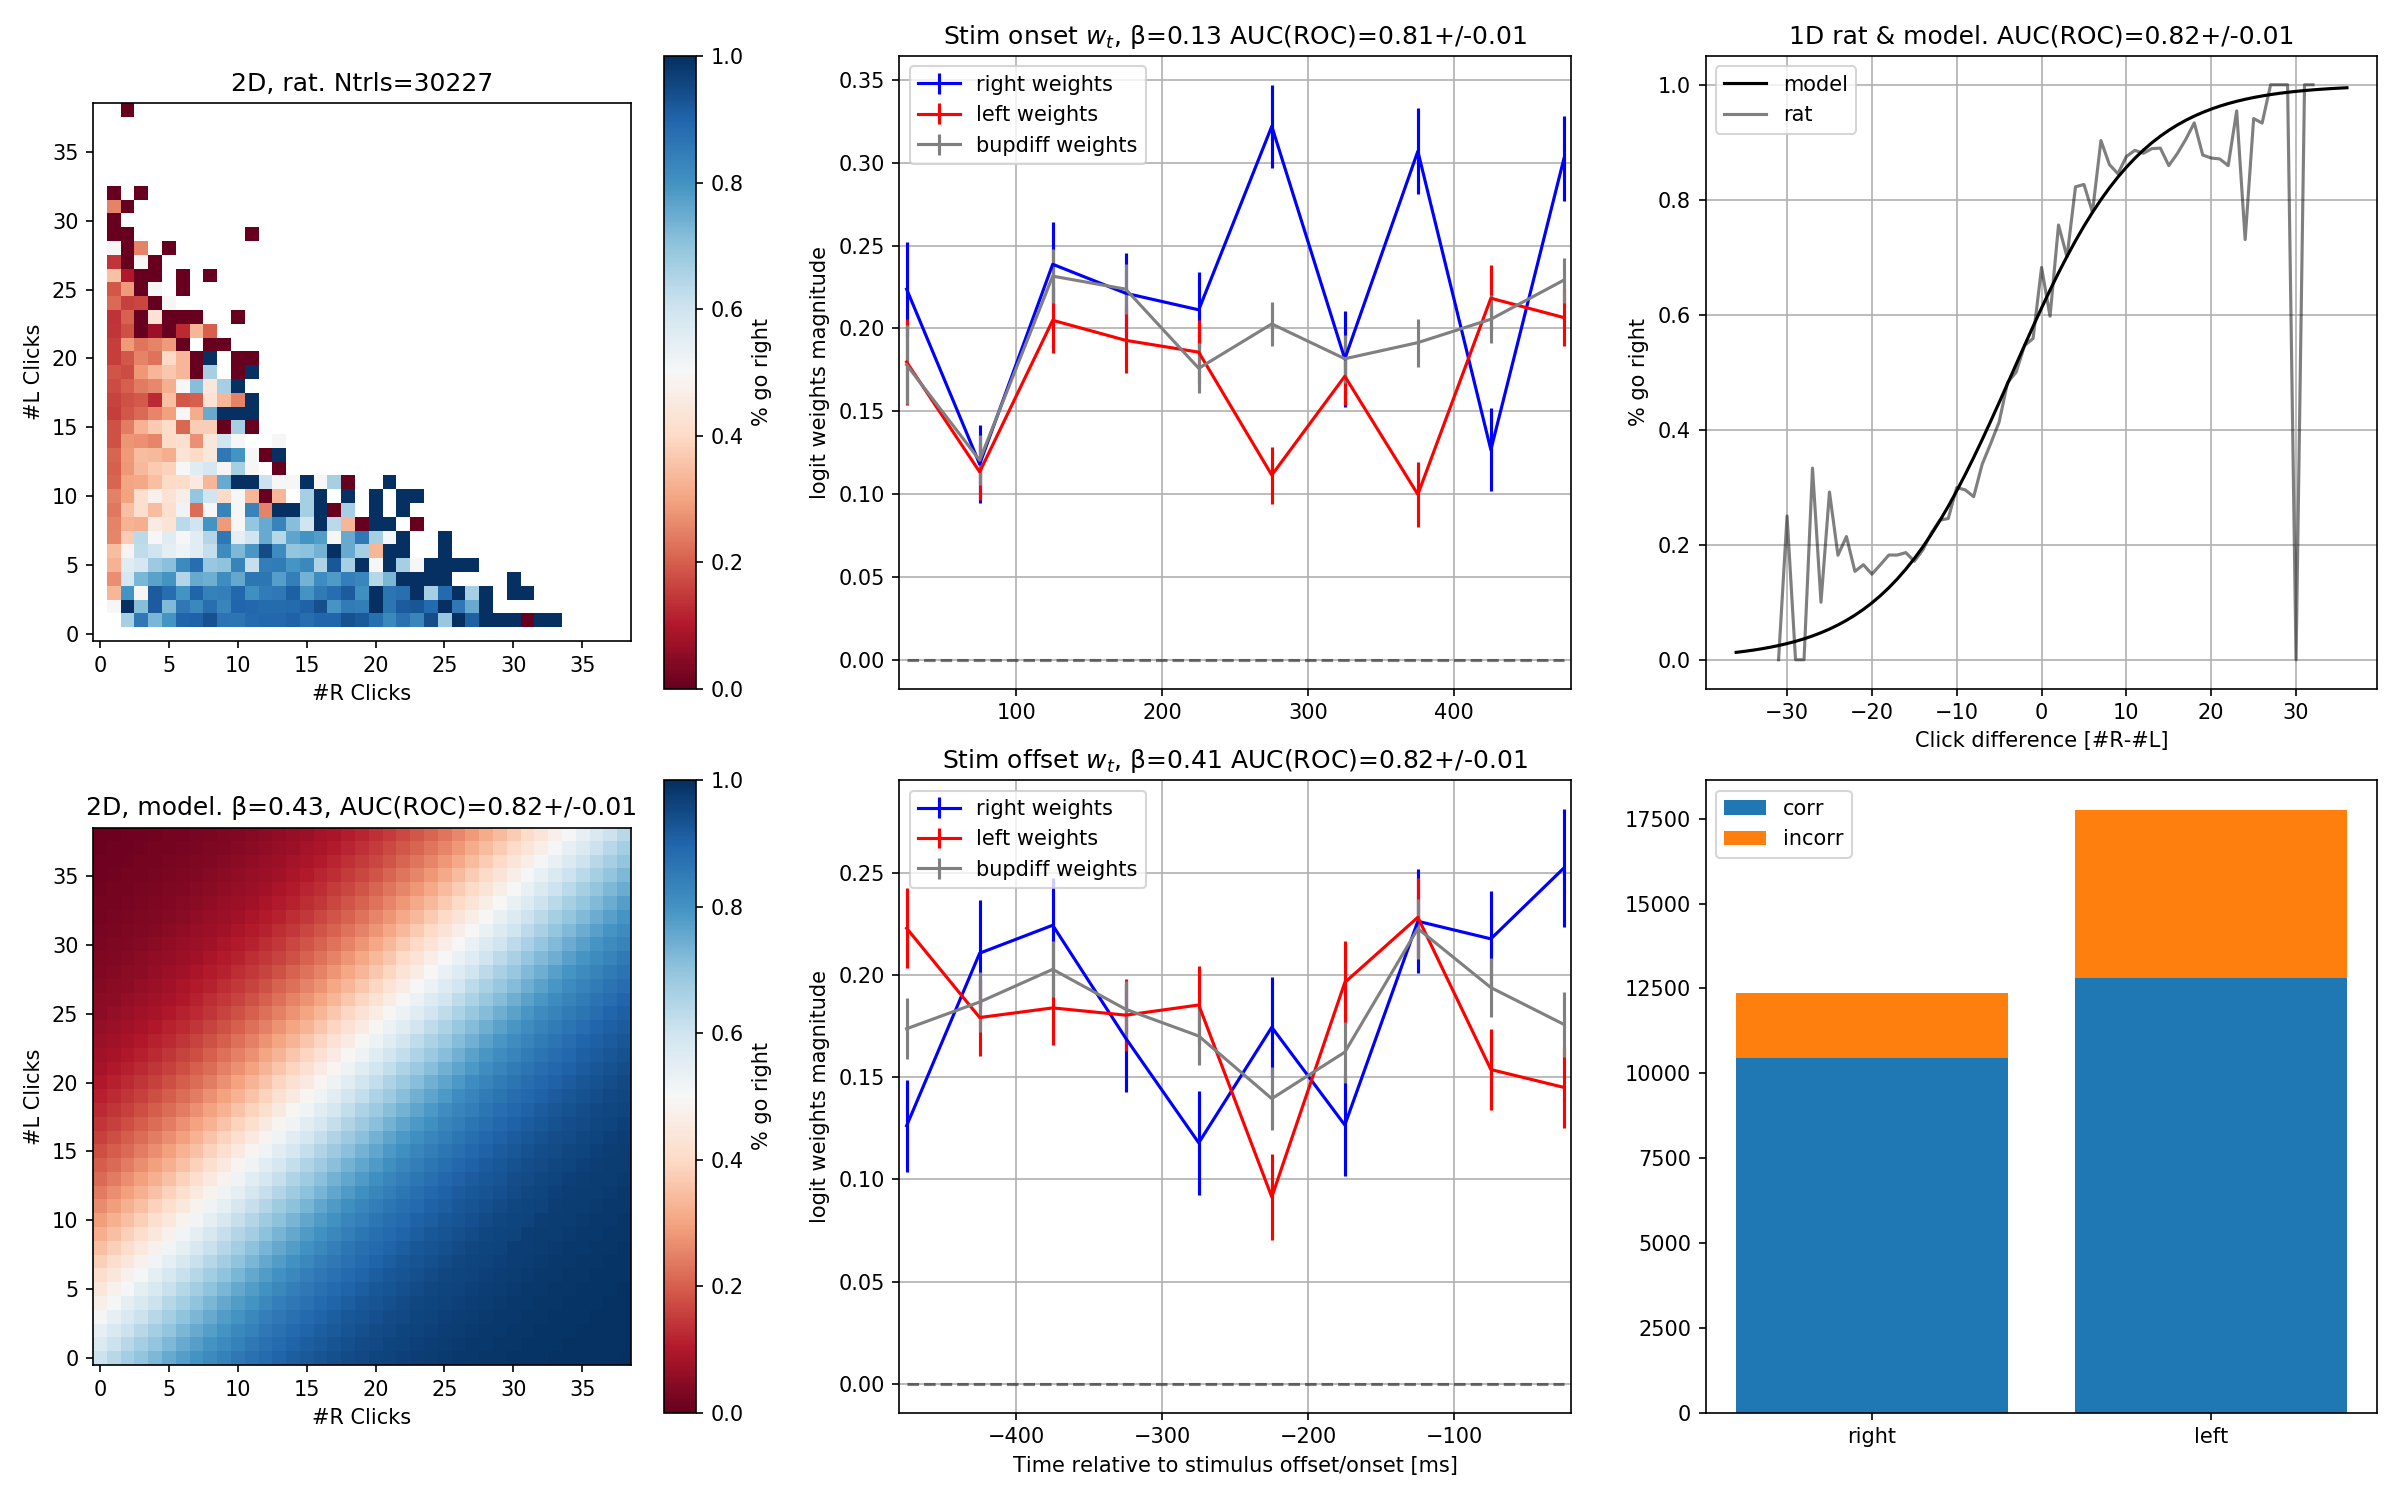 2D, rat. Ntrls=30227
#L Clicks
35
30
25
20
15
10
5
0
0 5 10 15 20 25 30 35
#R Clicks
1.0
0.8
0.6
0.4
0.2
0.0
% go right
Stim onset wₜ, β=0.13 AUC(ROC)=0.81+/-0.01
right weights
left weights
bupdiff weights
logit weights magnitude
0.35
0.30
0.25
0.20
0.15
0.10
0.05
0.00
100 200 300 400
1D rat & model. AUC(ROC)=0.82+/-0.01
model
rat
% go right
1.0
0.8
0.6
0.4
0.2
0.0
−30 −20 −10 0 10 20 30
Click difference [#R-#L]
2D, model. β=0.43, AUC(ROC)=0.82+/-0.01
#L Clicks
35
30
25
20
15
10
5
0
0 5 10 15 20 25 30 35
#R Clicks
1.0
0.8
0.6
0.4
0.2
0.0
% go right
Stim offset wₜ, β=0.41 AUC(ROC)=0.82+/-0.01
right weights
left weights
bupdiff weights
logit weights magnitude
0.25
0.20
0.15
0.10
0.05
0.00
−400 −300 −200 −100
Time relative to stimulus offset/onset [ms]
corr
incorr
17500
15000
12500
10000
7500
5000
2500
0
right left